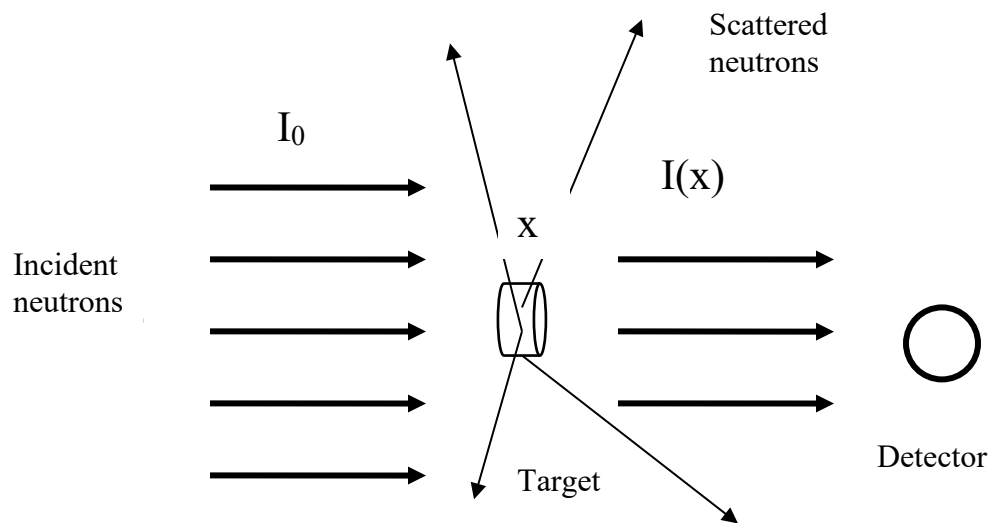 Scattered
neutrons
I₀
I(x)
x
Incident
neutrons
Detector
Target